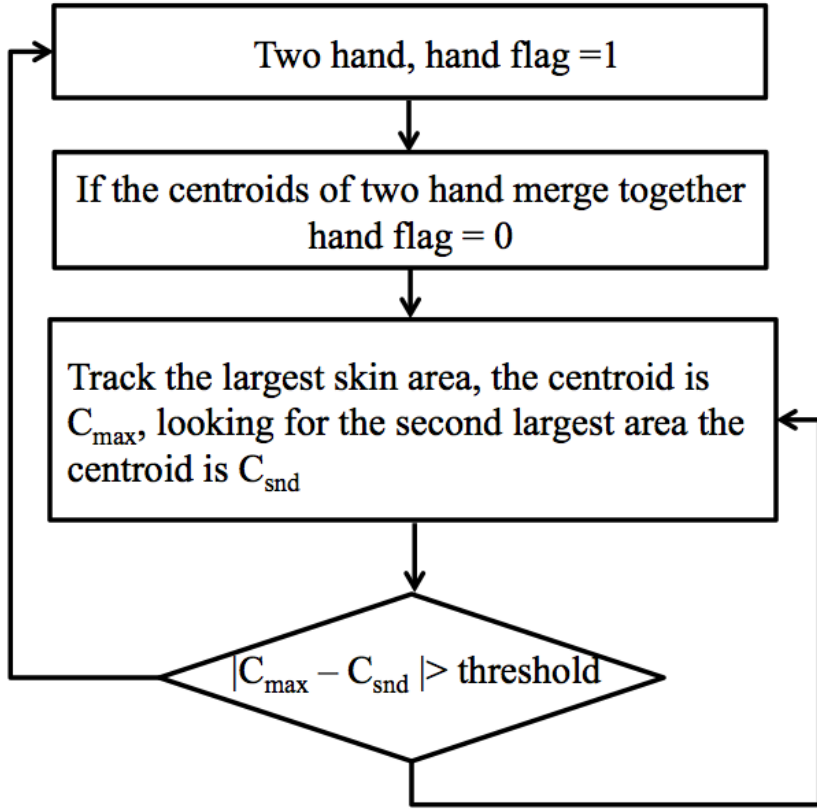 Two hand, hand flag =1
If the centroids of two hand merge together
hand flag = 0
Track the largest skin area, the centroid is
Cmax, looking for the second largest area the
centroid is Csnd
|Cmax – Csnd |> threshold